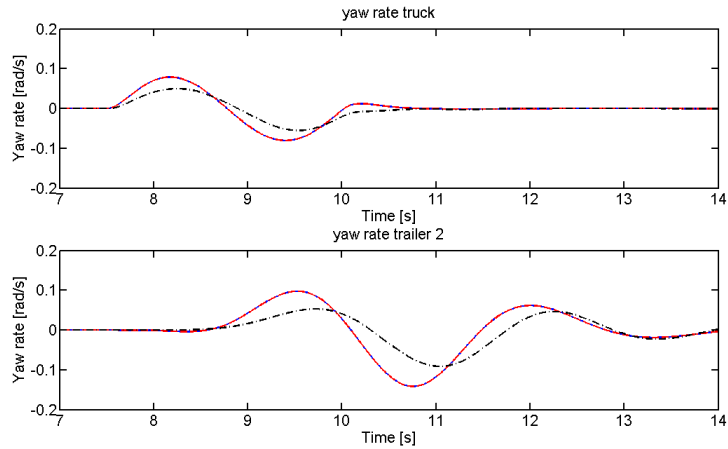 yaw rate truck
0.2
0.1
0
-0.1
-0.2
Yaw rate [rad/s]
7 8 9 10 11 12 13 14
Time [s]
yaw rate trailer 2
0.2
0.1
0
-0.1
-0.2
Yaw rate [rad/s]
7 8 9 10 11 12 13 14
Time [s]